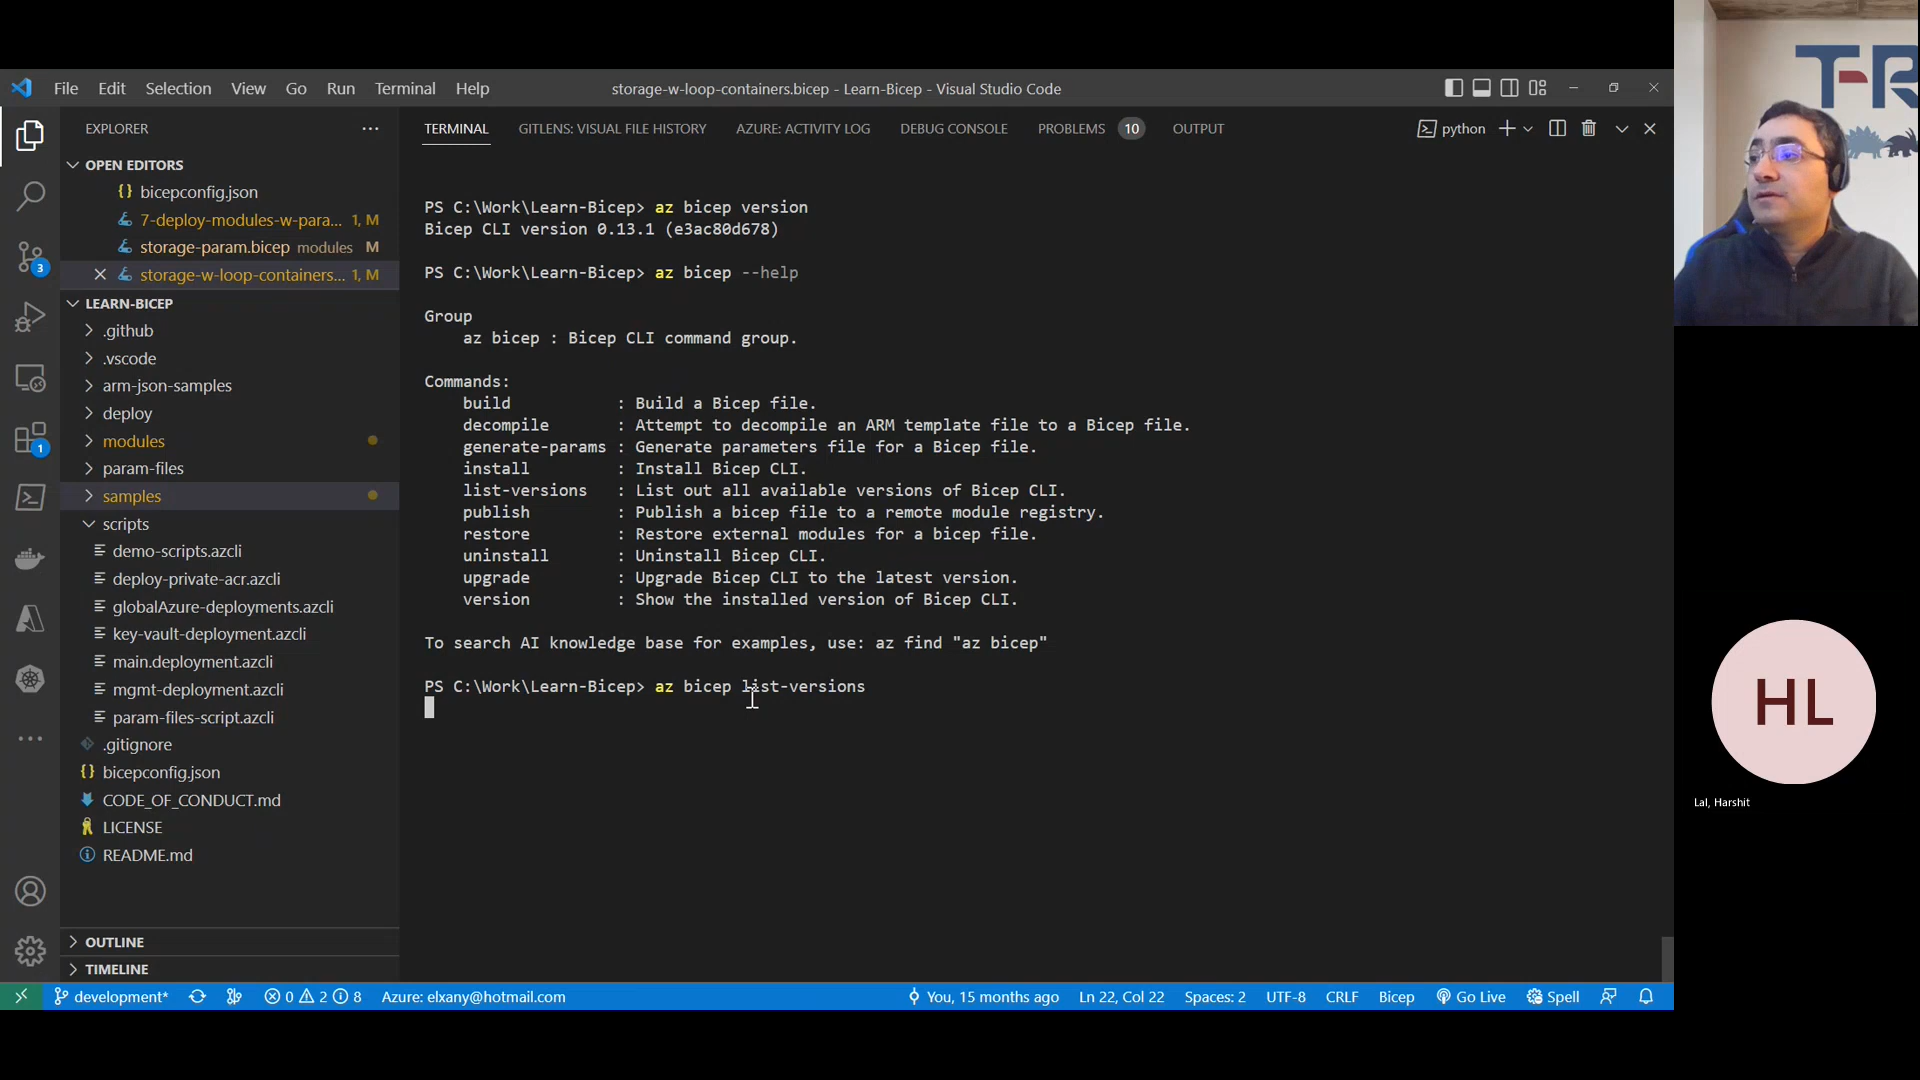 File Edit Selection View Go Run Terminal Help
storage-w-loop-containers.bicep - Learn-Bicep - Visual Studio Code
EXPLORER
OPEN EDITORS
bicepconfig.json
7-deploy-modules-w-para... 1, M
storage-param.bicep modules M
storage-w-loop-containers... 1, M
LEARN-BICEP
.github
.vscode
arm-json-samples
deploy
modules
param-files
samples
scripts
demo-scripts.azcli
deploy-private-acr.azcli
globalAzure-deployments.azcli
key-vault-deployment.azcli
main.deployment.azcli
mgmt-deployment.azcli
param-files-script.azcli
.gitignore
bicepconfig.json
CODE_OF_CONDUCT.md
LICENSE
README.md
OUTLINE
TIMELINE
3
1
TERMINAL GITLENS: VISUAL FILE HISTORY AZURE: ACTIVITY LOG DEBUG CONSOLE PROBLEMS 10 OUTPUT
python
PS C:\Work\Learn-Bicep> az bicep version
Bicep CLI version 0.13.1 (e3ac80d678)
PS C:\Work\Learn-Bicep> az bicep --help
Group
az bicep : Bicep CLI command group.
Commands:
build : Build a Bicep file.
decompile : Attempt to decompile an ARM template file to a Bicep file.
generate-params : Generate parameters file for a Bicep file.
install : Install Bicep CLI.
list-versions : List out all available versions of Bicep CLI.
publish : Publish a bicep file to a remote module registry.
restore : Restore external modules for a bicep file.
uninstall : Uninstall Bicep CLI.
upgrade : Upgrade Bicep CLI to the latest version.
version : Show the installed version of Bicep CLI.
To search AI knowledge base for examples, use: az find "az bicep"
PS C:\Work\Learn-Bicep> az bicep list-versions
development* 0 2 8 Azure: elxany@hotmail.com You, 15 months ago Ln 22, Col 22 Spaces: 2 UTF-8 CRLF Bicep Go Live Spell
T-R
HL
Lal, Harshit